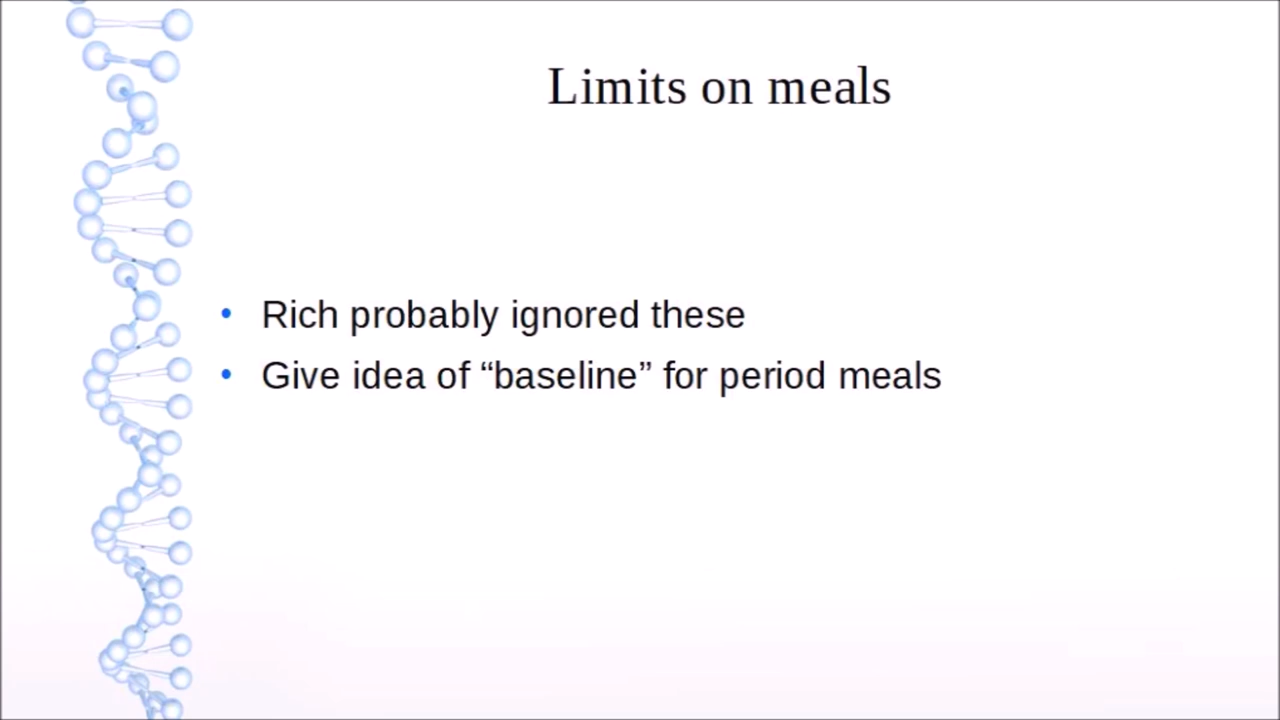 Limits on meals
• Rich probably ignored these
• Give idea of “baseline” for period meals